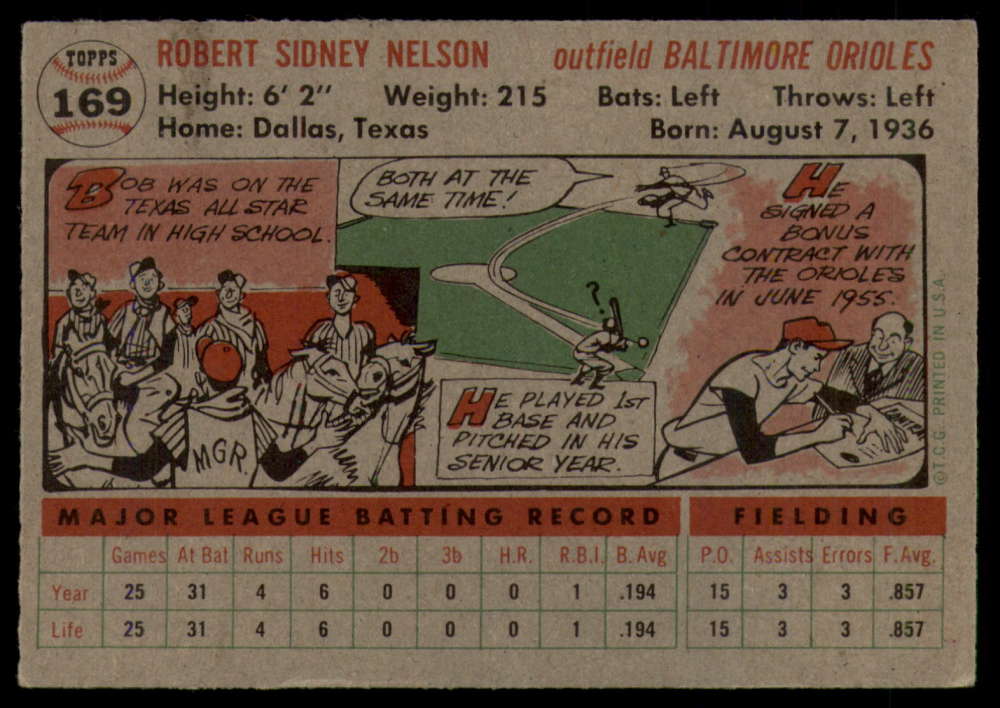 TOPPS
169
ROBERT SIDNEY NELSON
outfield BALTIMORE ORIOLES
Height: 6' 2"
Weight: 215
Bats: Left
Throws: Left
Home: Dallas, Texas
Born: August 7, 1936
BOB WAS ON THE
TEXAS ALL STAR
TEAM IN HIGH SCHOOL.
MGR.
BOTH AT THE
SAME TIME!
?
HE PLAYED 1ST
BASE AND
PITCHED IN HIS
SENIOR YEAR.
HE
SIGNED A
BONUS
CONTRACT WITH
THE ORIOLES
IN JUNE 1955.
©T.C.G. PRINTED IN U.S.A.
MAJOR LEAGUE BATTING RECORD
FIELDING
Games At Bat Runs Hits 2b 3b H.R. R.B.I. B. Avg P.O. Assists Errors F. Avg.
Year 25 31 4 6 0 0 0 1 .194 15 3 3 .857
Life 25 31 4 6 0 0 0 1 .194 15 3 3 .857